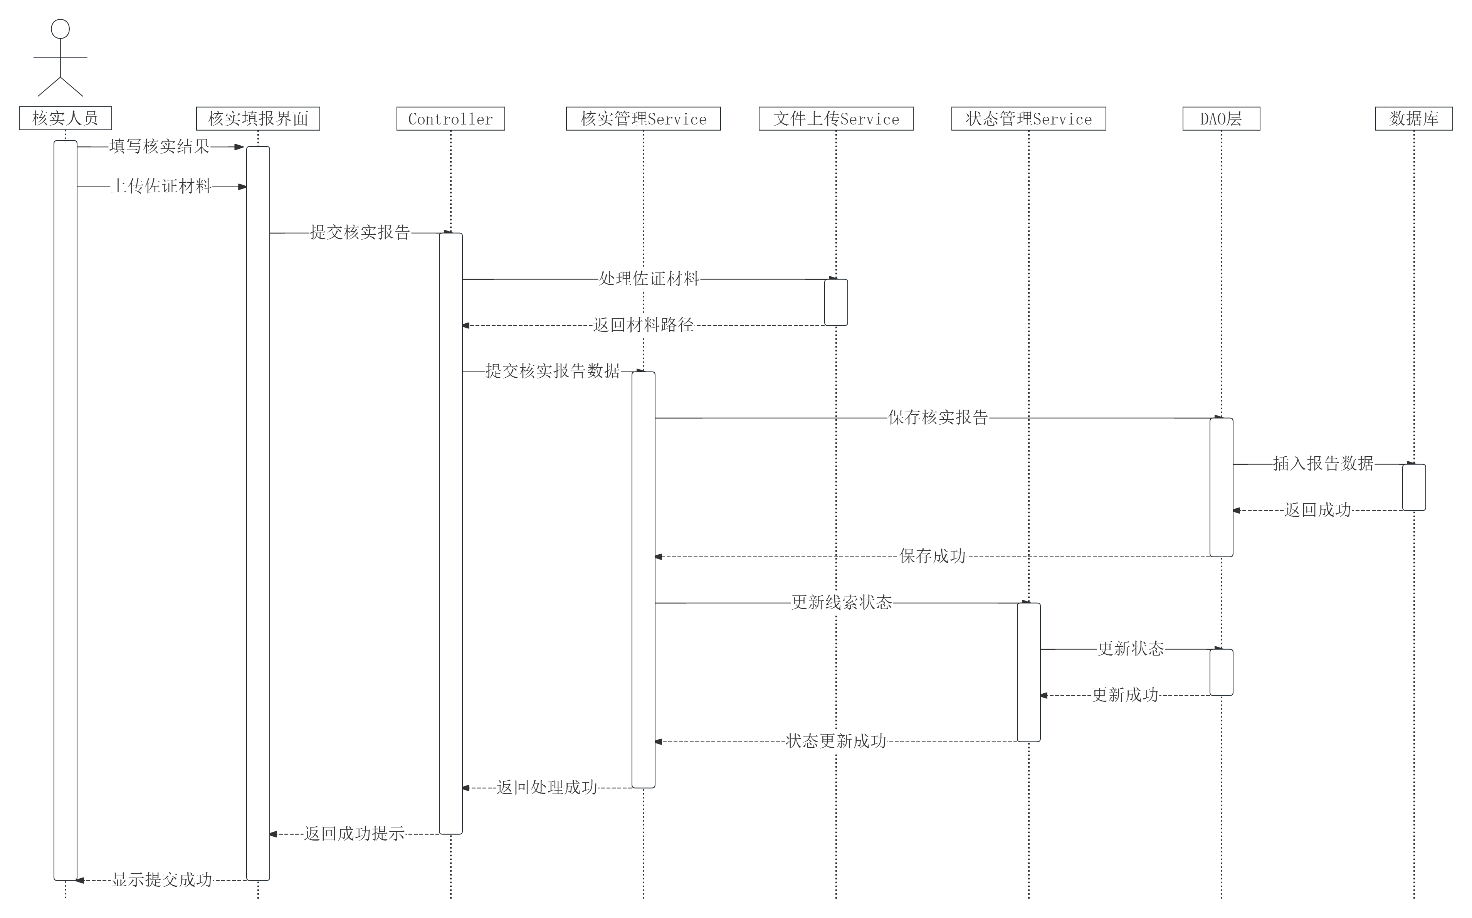 核实人员
核实填报界面
Controller
核实管理Service
文件上传Service
状态管理Service
DAO层
数据库
填写核实结果
上传佐证材料
提交核实报告
处理佐证材料
返回材料路径
提交核实报告数据
保存核实报告
插入报告数据
返回成功
保存成功
更新线索状态
更新状态
更新成功
状态更新成功
返回处理成功
返回成功提示
显示提交成功